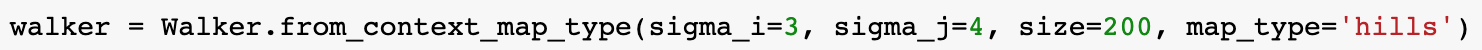 walker = Walker.from_context_map_type(sigma_i=3, sigma_j=4, size=200, map_type='hills')